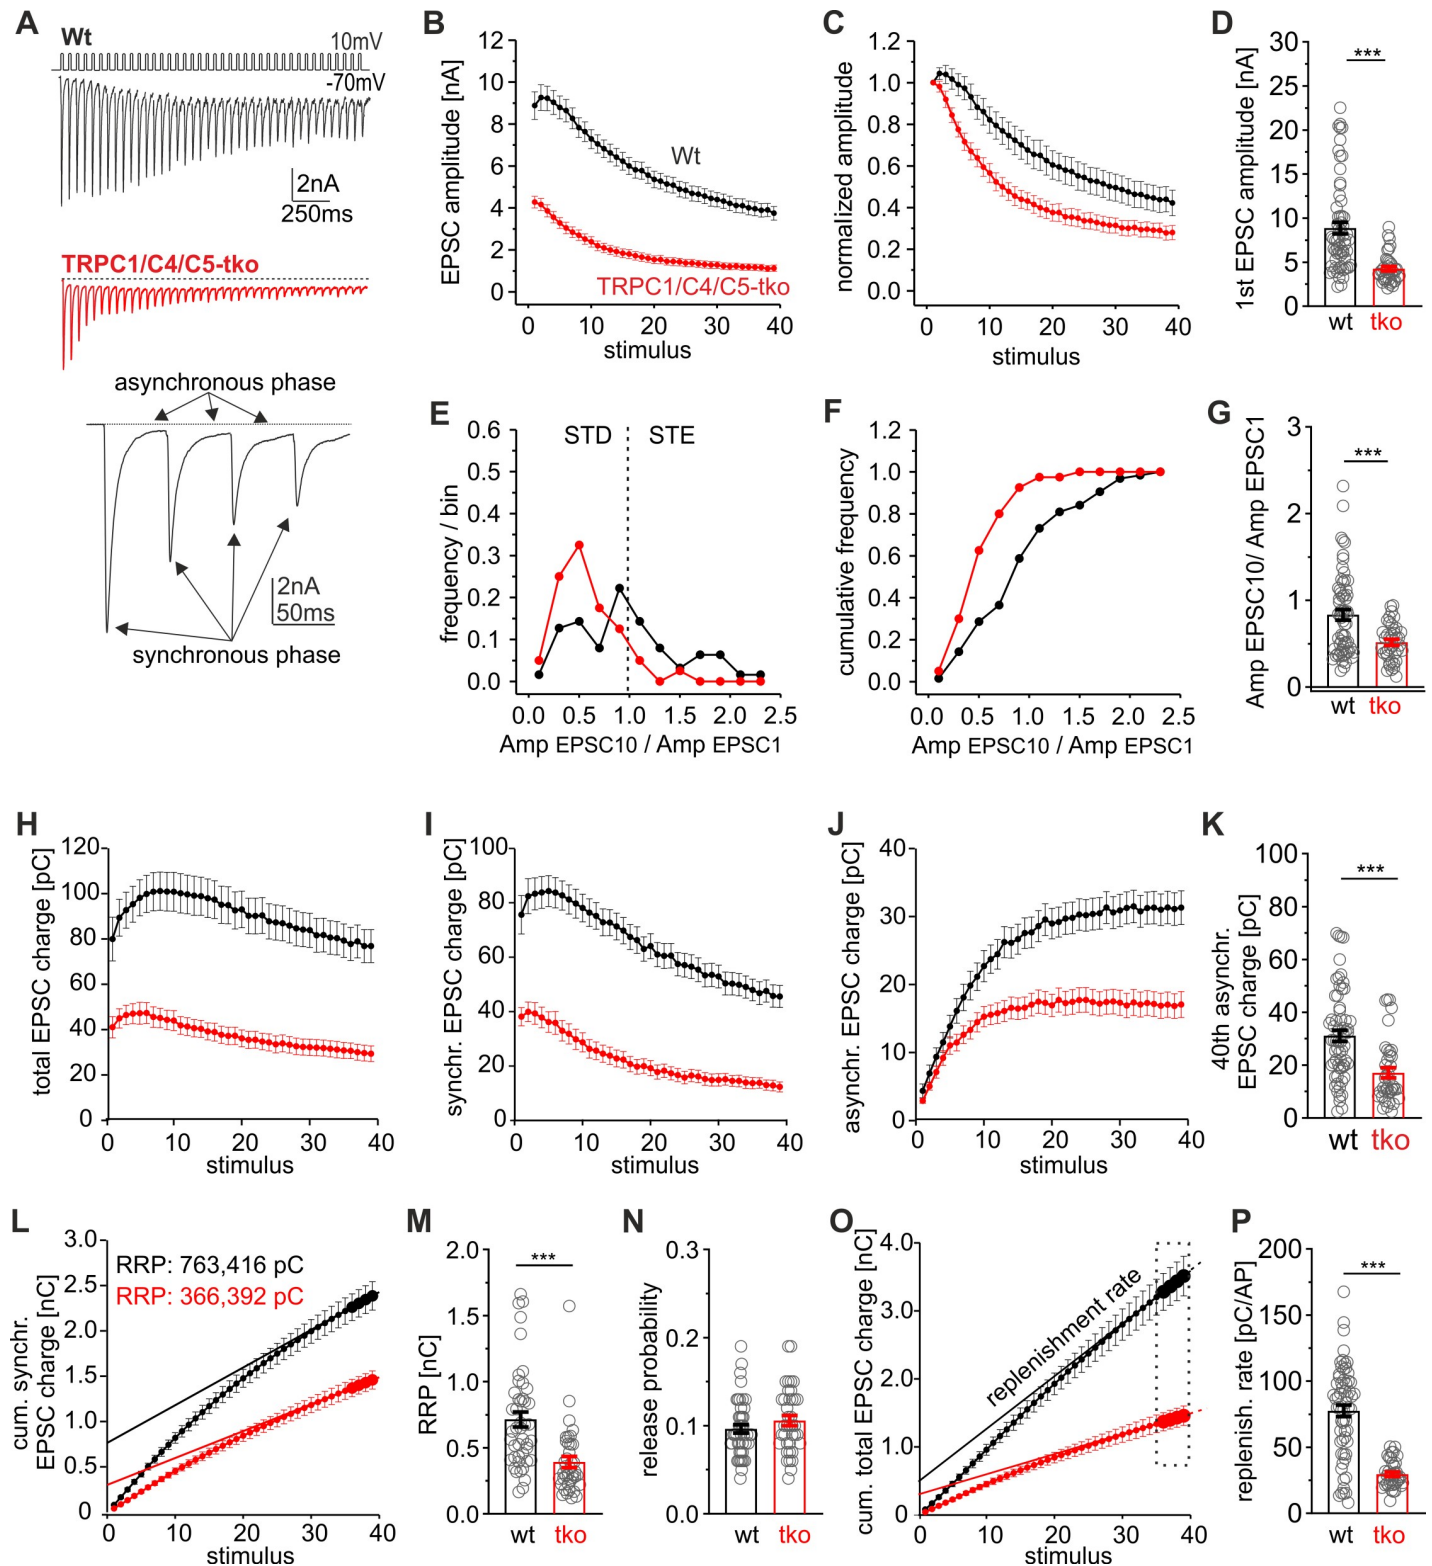 A
Wt
10mV
-70mV
2nA
250ms
TRPC1/C4/C5-tko
asynchronous phase
2nA
50ms
synchronous phase
B
EPSC amplitude [nA]
12
10
8
6
4
2
0
Wt
TRPC1/C4/C5-tko
0 10 20 30 40
stimulus
C
normalized amplitude
1.2
1.0
0.8
0.6
0.4
0.2
0.0
0 10 20 30 40
stimulus
D
1st EPSC amplitude [nA]
30
25
20
15
10
5
0
***
wt tko
E
frequency / bin
0.6
0.5
0.4
0.3
0.2
0.1
0.0
STD STE
0.0 0.5 1.0 1.5 2.0 2.5
Amp EPSC10 / Amp EPSC1
F
cumulative frequency
1.2
1.0
0.8
0.6
0.4
0.2
0.0
0.0 0.5 1.0 1.5 2.0 2.5
Amp EPSC10 / Amp EPSC1
G
Amp EPSC10/ Amp EPSC1
3
2
1
0
***
wt tko
H
total EPSC charge [pC]
120
100
80
60
40
20
0
0 10 20 30 40
stimulus
I
synchr. EPSC charge [pC]
100
80
60
40
20
0
0 10 20 30 40
stimulus
J
asynchr. EPSC charge [pC]
40
30
20
10
0
0 10 20 30 40
stimulus
K
40th asynchr.
EPSC charge [pC]
100
80
60
40
20
0
***
wt tko
L
cum. synchr.
EPSC charge [nC]
3.0
2.5
2.0
1.5
1.0
0.5
0.0
RRP: 763,416 pC
RRP: 366,392 pC
0 10 20 30 40
stimulus
M
RRP [nC]
2.0
1.5
1.0
0.5
0.0
***
wt tko
N
release probability
0.3
0.2
0.1
0.0
wt tko
O
cum. total EPSC charge [nC]
4.0
3.0
2.0
1.0
0.0
replenishment rate
0 10 20 30 40
stimulus
P
replenish. rate [pC/AP]
200
150
100
50
0
***
wt tko